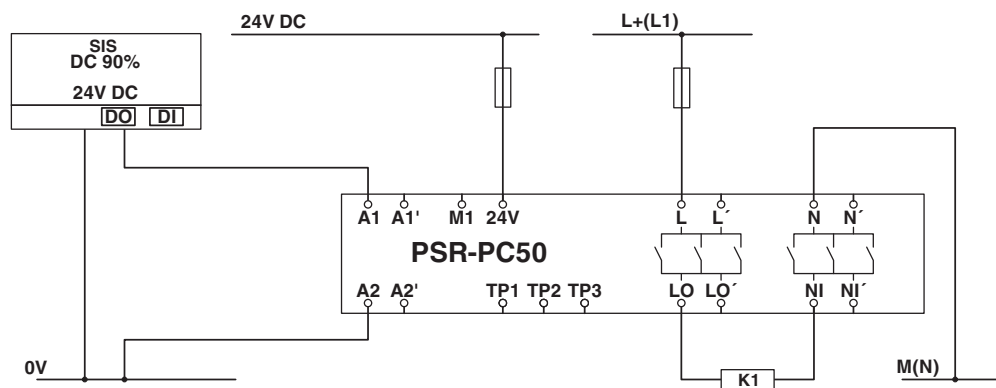 24V DC
L+(L1)
SIS
DC 90%
24V DC
DO DI
A1 A1' M1 24V L L´ N N´
PSR-PC50
A2 A2' TP1 TP2 TP3 LO LO´ NI NI´
0V
K1
M(N)